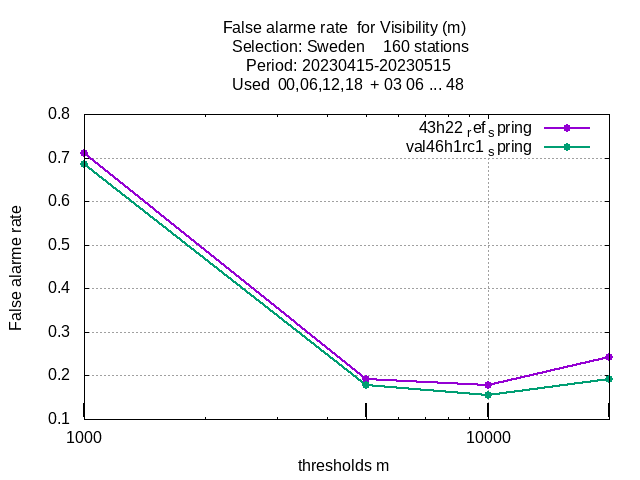 False alarme rate  for Visibility (m)
Selection: Sweden    160 stations
Period: 20230415-20230515
Used  00,06,12,18  + 03 06 ... 48
43h22 ref spring
val46h1rc1 spring
0.8
0.7
0.6
0.5
0.4
0.3
0.2
0.1
False alarme rate
1000
10000
thresholds m